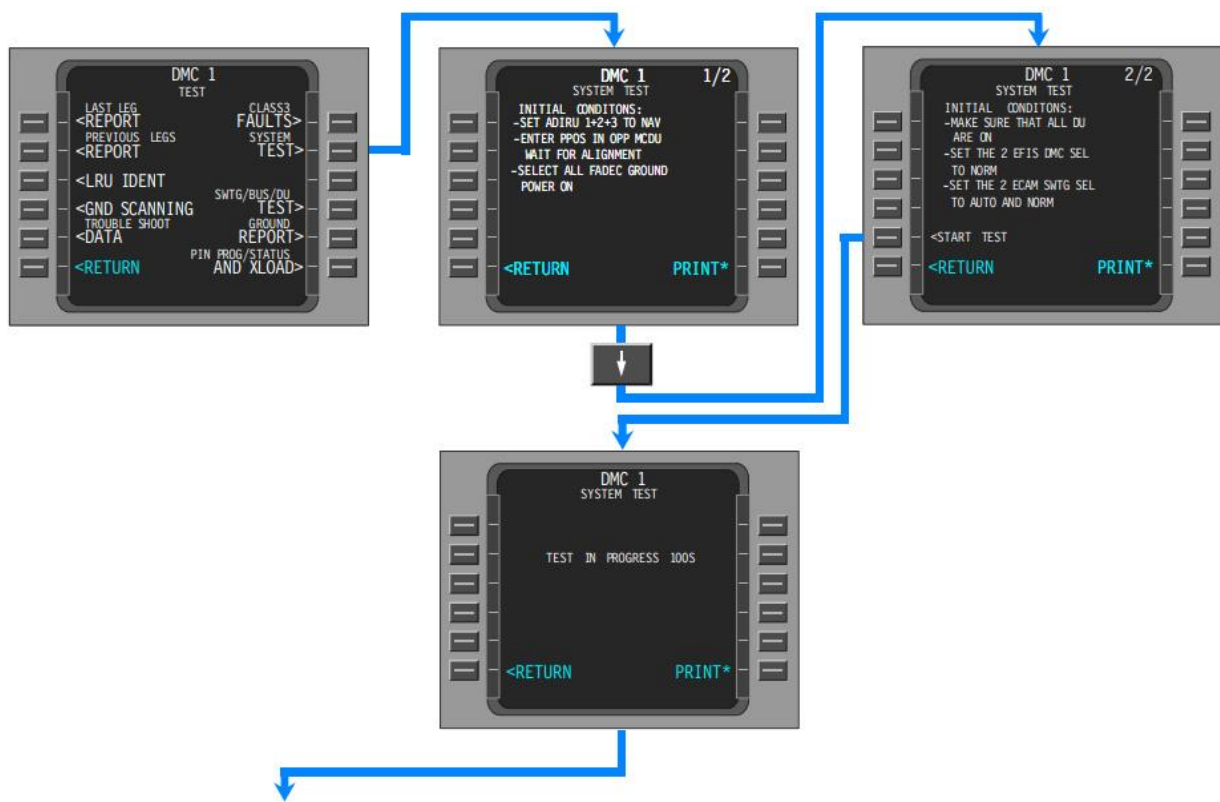 DMC 1
TEST
LAST LEG CLASS3
<REPORT FAULTS>
PREVIOUS LEGS SYSTEM
<REPORT TEST>
<LRU IDENT
SWTG/BUS/DU
<GND SCANNING TEST>
TROUBLE SHOOT GROUND
<DATA REPORT>
PIN PROG/STATUS
<RETURN AND XLOAD>
DMC 1 1/2
SYSTEM TEST
INITIAL CONDITONS:
-SET ADIRU 1+2+3 TO NAV
-ENTER PPOS IN OPP MCDU
WAIT FOR ALIGNMENT
-SELECT ALL FADEC GROUND
POWER ON
<RETURN PRINT*
DMC 1 2/2
SYSTEM TEST
INITIAL CONDITONS:
-MAKE SURE THAT ALL DU
ARE ON
-SET THE 2 EFIS DMC SEL
TO NORM
-SET THE 2 ECAM SWTG SEL
TO AUTO AND NORM
<START TEST
<RETURN PRINT*
DMC 1
SYSTEM TEST
TEST IN PROGRESS 100S
<RETURN PRINT*